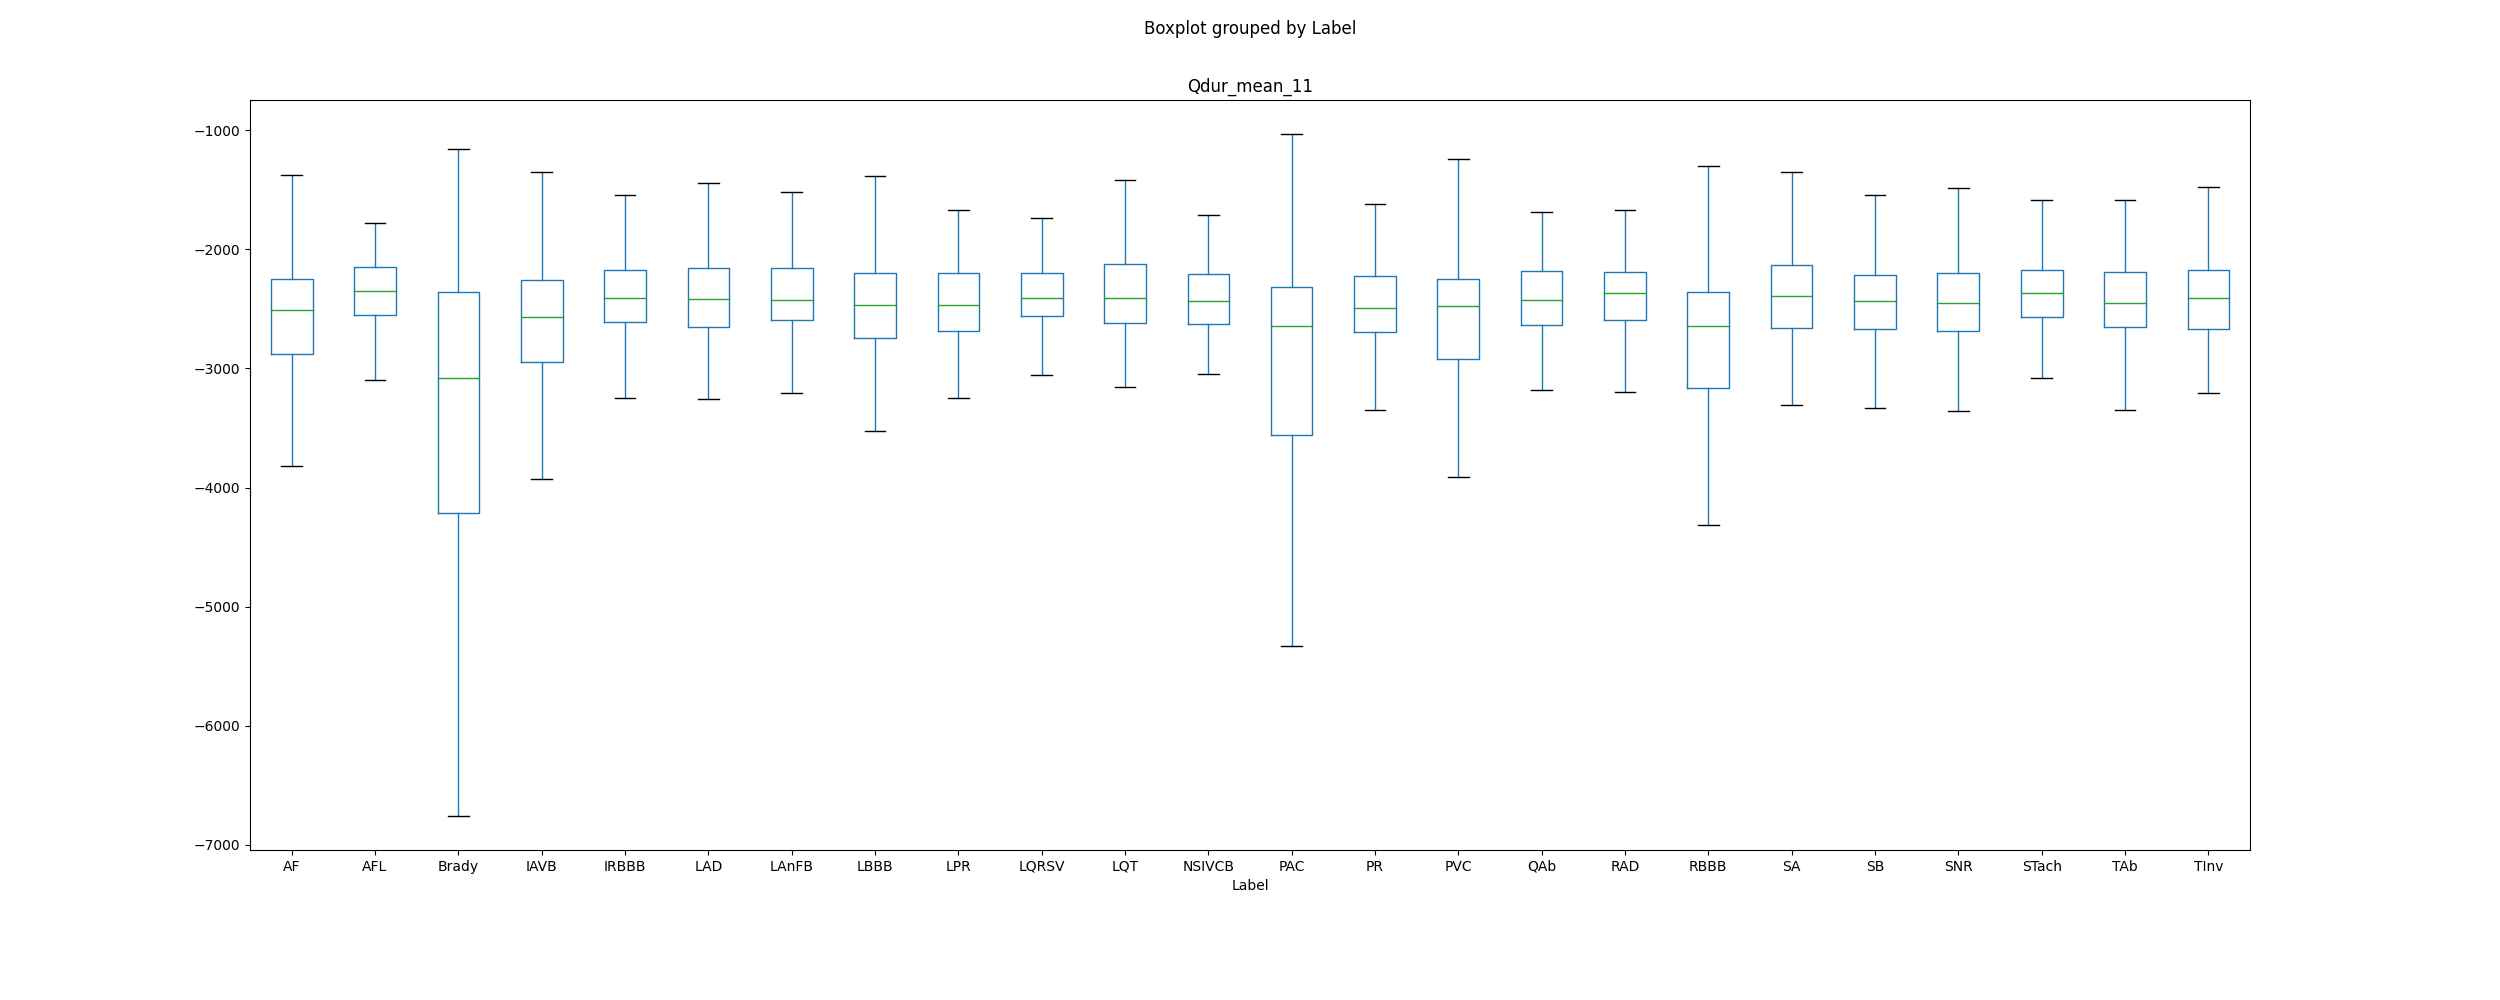 Boxplot grouped by Label
Qdur_mean_11
−1000
−2000
−3000
−4000
−5000
−6000
−7000
AF AFL Brady IAVB IRBBB LAD LAnFB LBBB LPR LQRSV LQT NSIVCB PAC PR PVC QAb RAD RBBB SA SB SNR STach TAb TInv
Label